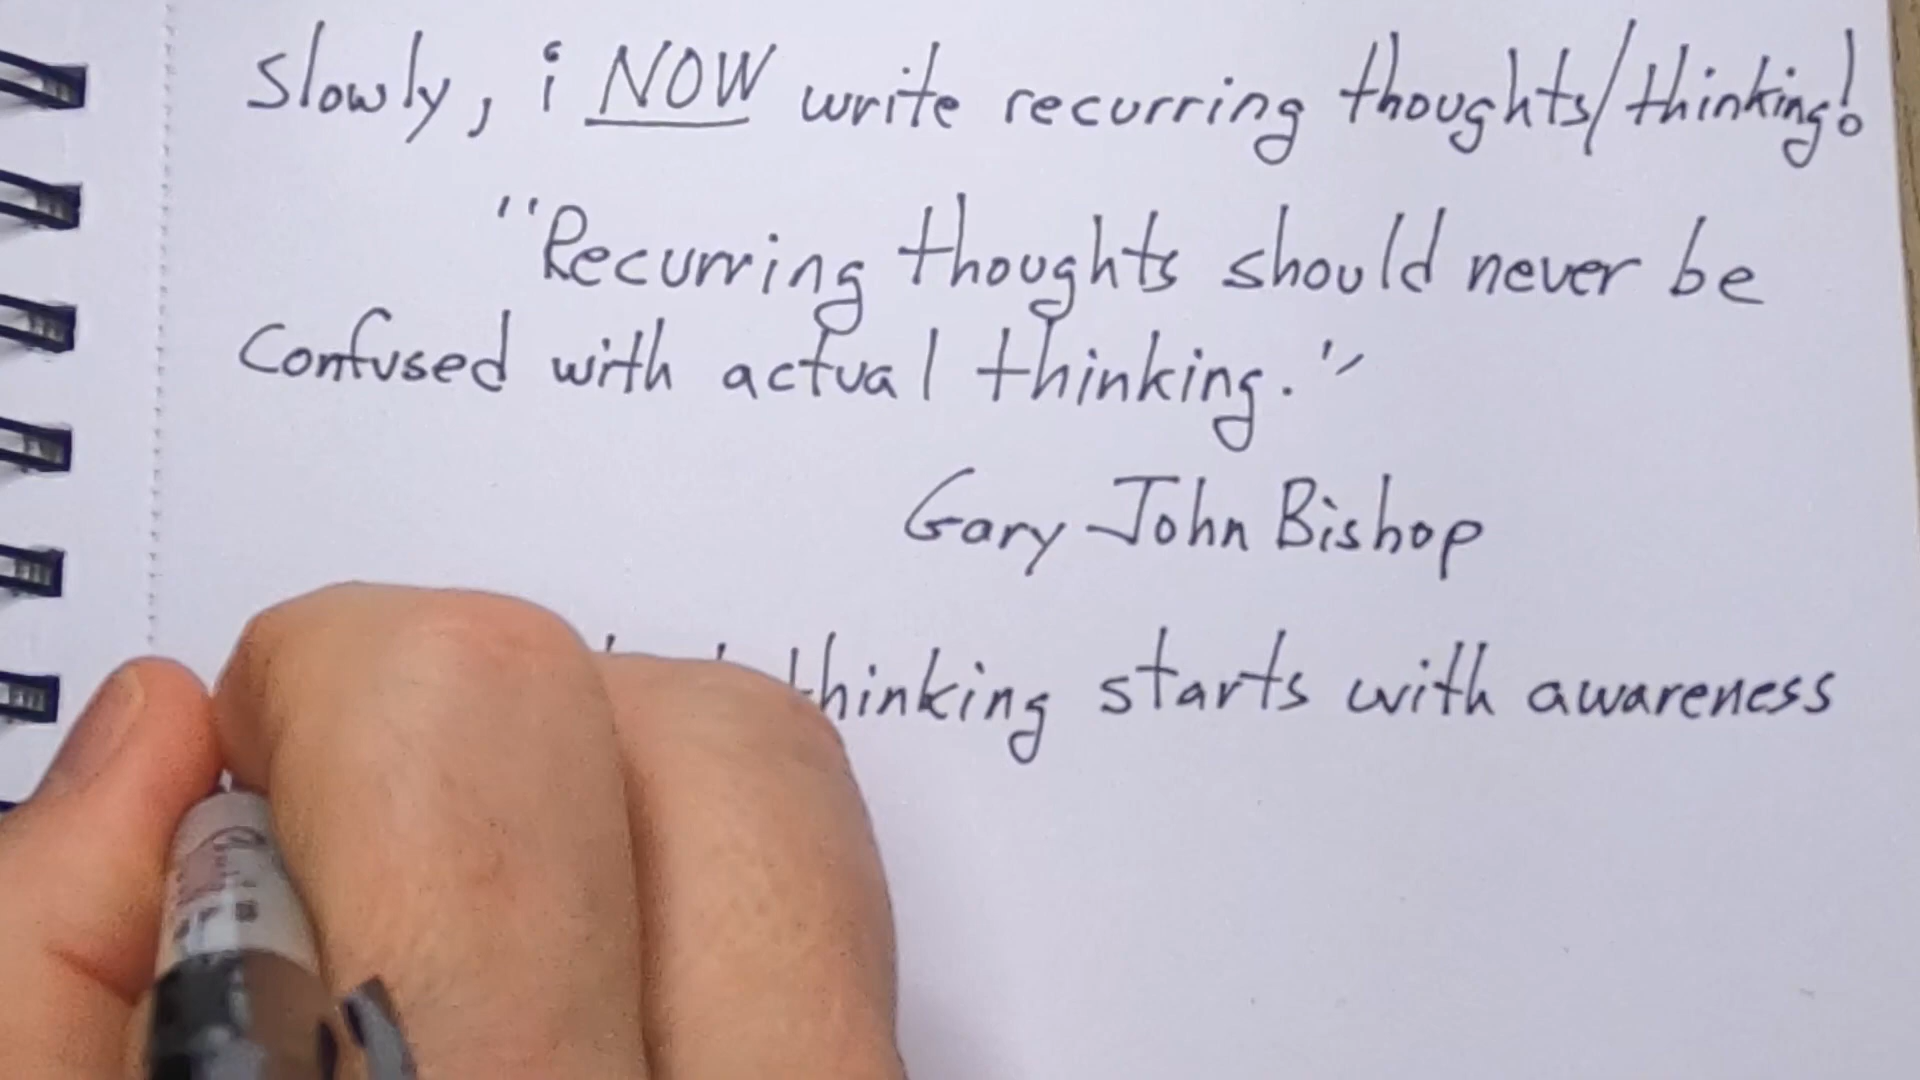 slowly, i NOW write recurring thoughts/thinking!
"Recurring thoughts should never be
confused with actual thinking."
Gary John Bishop
thinking starts with awareness